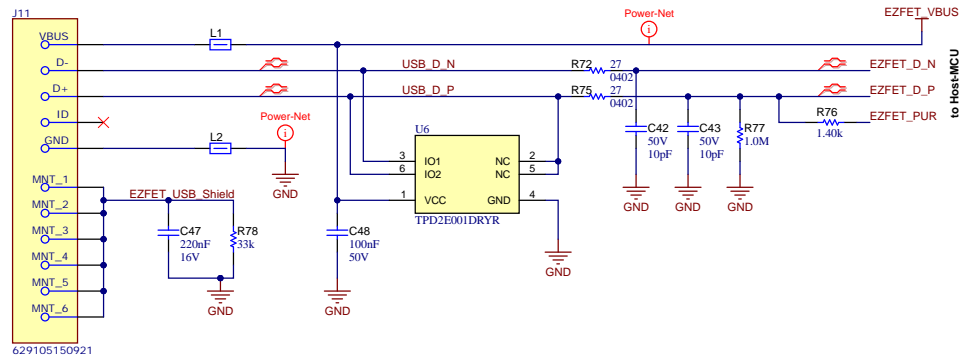 J11
VBUS
D-
D+
ID
GND
MNT_1
MNT_2
MNT_3
MNT_4
MNT_5
MNT_6
629105150921
L1
L2
Power-Net
i
GND
EZFET_USB_Shield
C47
220nF
16V
R78
33k
GND
USB_D_N
USB_D_P
U6
3 IO1 NC 2
6 IO2 NC 5
1 VCC GND 4
TPD2E001DRYR
C48
100nF
50V
GND
GND
R72 27
0402
R75 27
0402
Power-Net
i
C42
50V
10pF
GND
C43
50V
10pF
GND
R77
1.0M
GND
R76
1.40k
EZFET_VBUS
EZFET_D_N
EZFET_D_P
EZFET_PUR
to Host-MCU